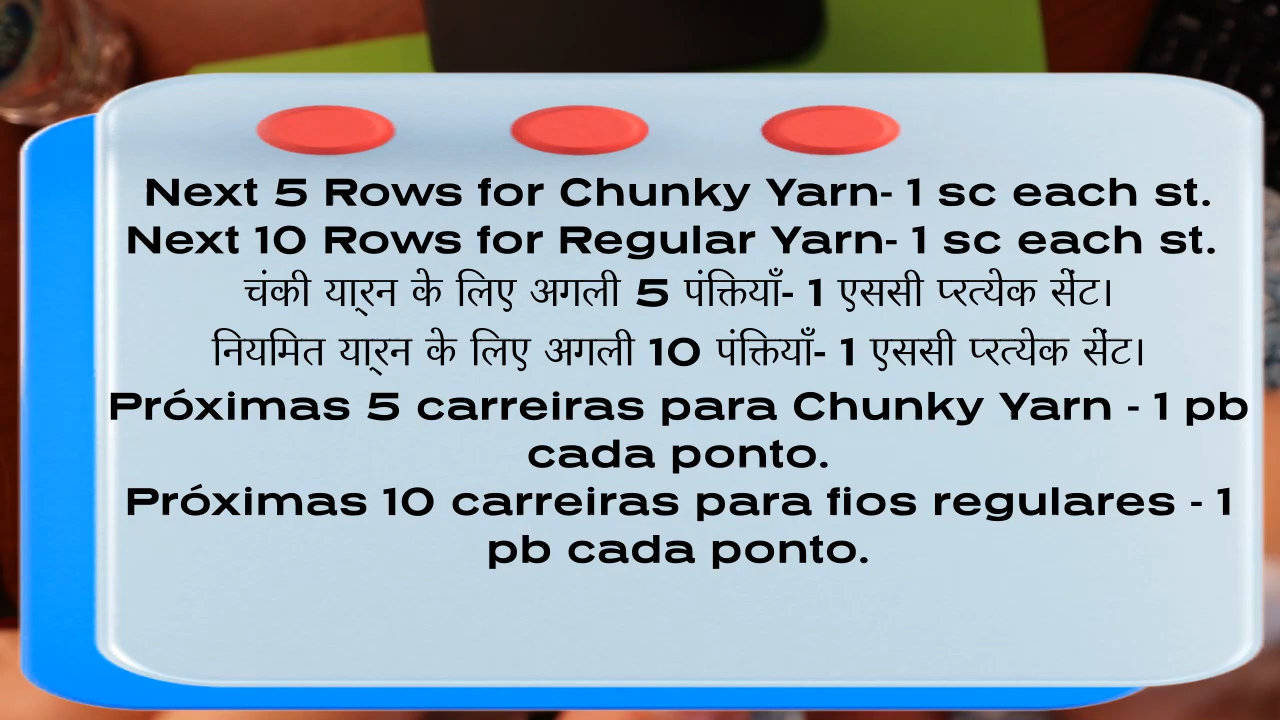 Next 5 Rows for Chunky Yarn- 1 sc each st.
Next 10 Rows for Regular Yarn- 1 sc each st.
चंकी यार्न के लिए अगली 5 पंक्तियाँ- 1 एससी प्रत्येक सेंट।
नियमित यार्न के लिए अगली 10 पंक्तियाँ- 1 एससी प्रत्येक सेंट।
Próximas 5 carreiras para Chunky Yarn - 1 pb
cada ponto.
Próximas 10 carreiras para fios regulares - 1
pb cada ponto.